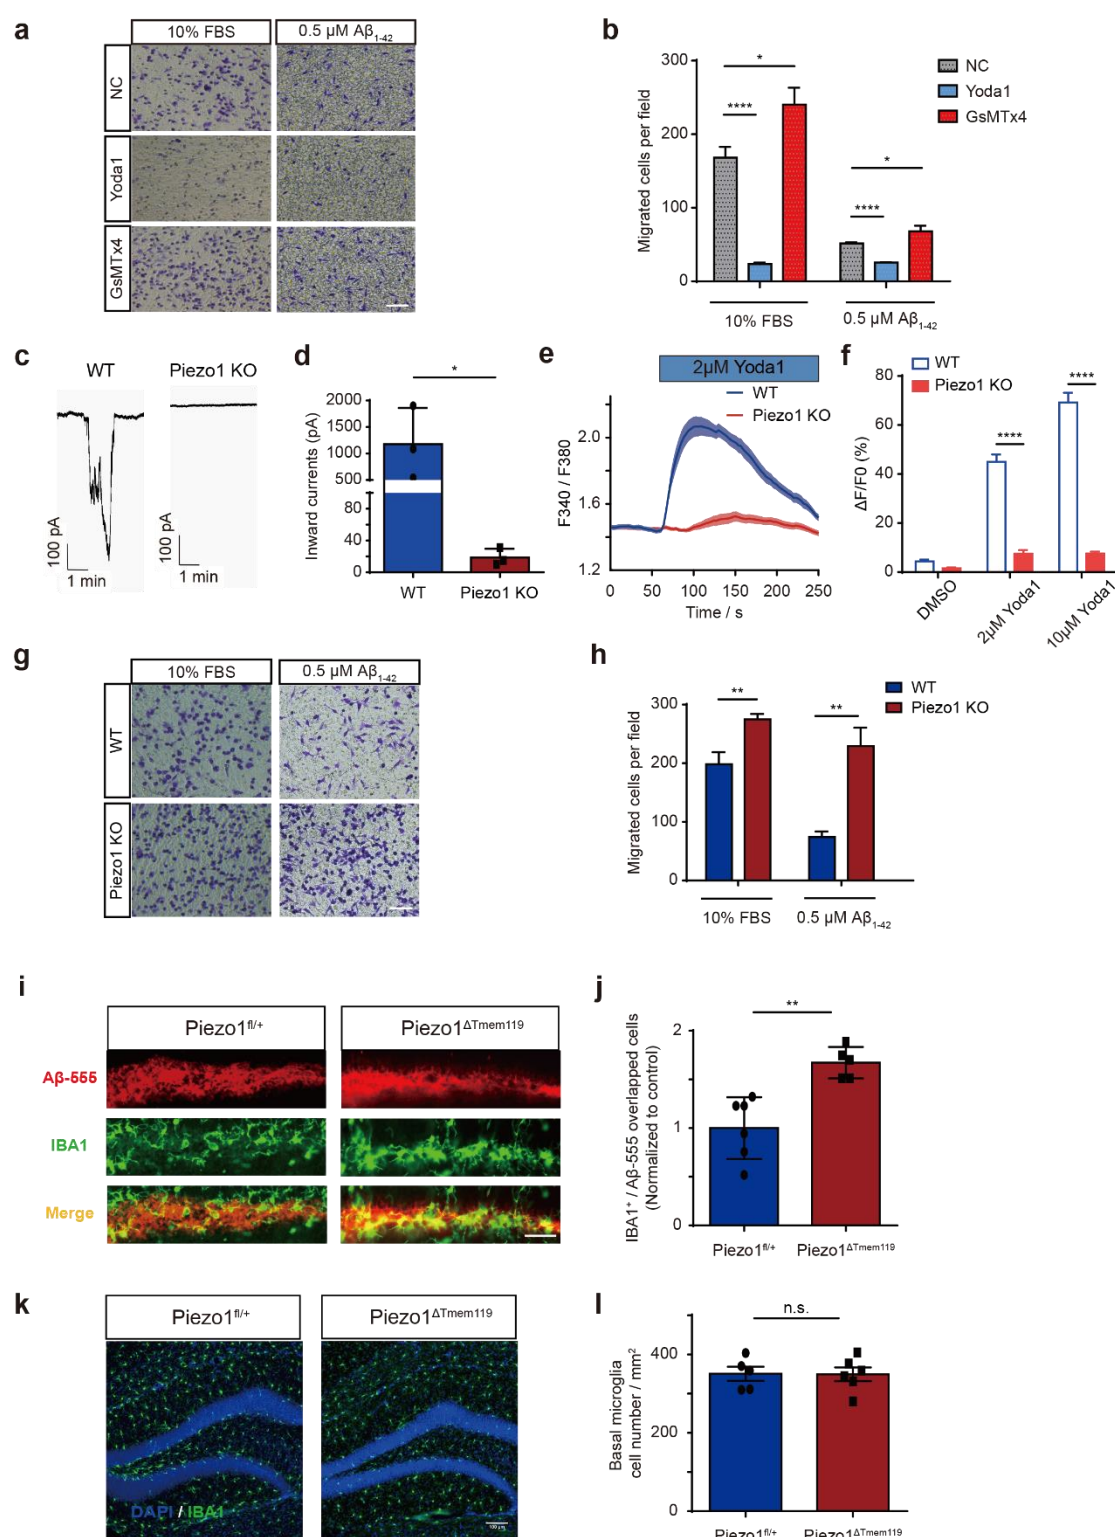 a
10% FBS
0.5 µM Aβ1-42
NC
Yoda1
GsMTx4
b
Migrated cells per field
300
200
100
0
*
****
*
****
NC
Yoda1
GsMTx4
10% FBS
0.5 µM Aβ1-42
c
WT
Piezo1 KO
100 pA
1 min
100 pA
1 min
d
*
Inward currents (pA)
2000
1500
1000
500
80
60
40
20
0
WT
Piezo1 KO
e
2µM Yoda1
WT
Piezo1 KO
F340 / F380
2.0
1.6
1.2
0
50
100
150
200
250
Time / s
f
WT
Piezo1 KO
ΔF/F0 (%)
80
60
40
20
0
****
****
DMSO
2µM Yoda1
10µM Yoda1
g
10% FBS
0.5 µM Aβ1-42
WT
Piezo1 KO
h
Migrated cells per field
300
200
100
0
**
**
WT
Piezo1 KO
10% FBS
0.5 µM Aβ1-42
i
Piezo1fl/+
Piezo1ΔTmem119
Aβ-555
IBA1
Merge
j
**
IBA1+ / Aβ-555 overlapped cells
(Normalized to control)
2
1
0
Piezo1fl/+
Piezo1ΔTmem119
k
Piezo1fl/+
Piezo1ΔTmem119
DAPI / IBA1
100 µm
l
n.s.
Basal microglia
cell number / mm2
400
200
0
Piezo1fl/+
Piezo1ΔTmem119